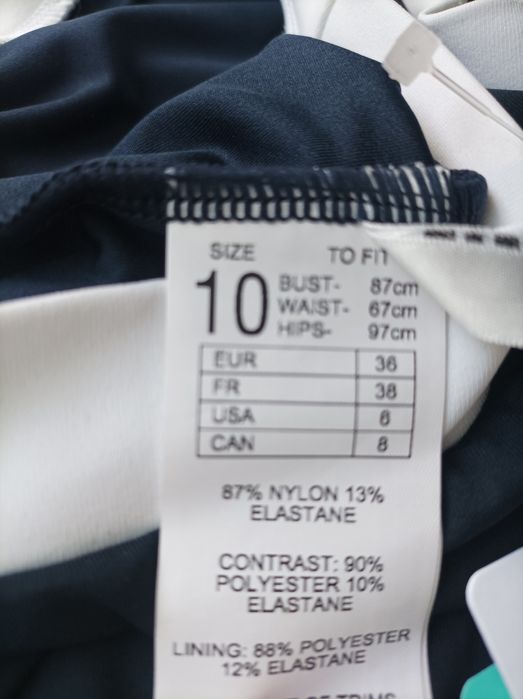 SIZE TO FIT
10 BUST- 87cm
WAIST- 67cm
HIPS- 97cm
EUR 36
FR 38
USA 6
CAN 8
87% NYLON 13%
ELASTANE
CONTRAST: 90%
POLYESTER 10%
ELASTANE
LINING: 88% POLYESTER
12% ELASTANE
TRIMS